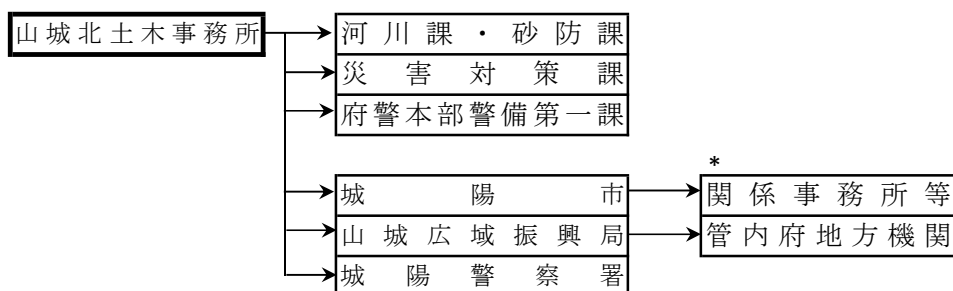 山城北土木事務所
河川課・砂防課
災害対策課
府警本部警備第一課
*
城陽市
関係事務所等
山城広域振興局
管内府地方機関
城陽警察署